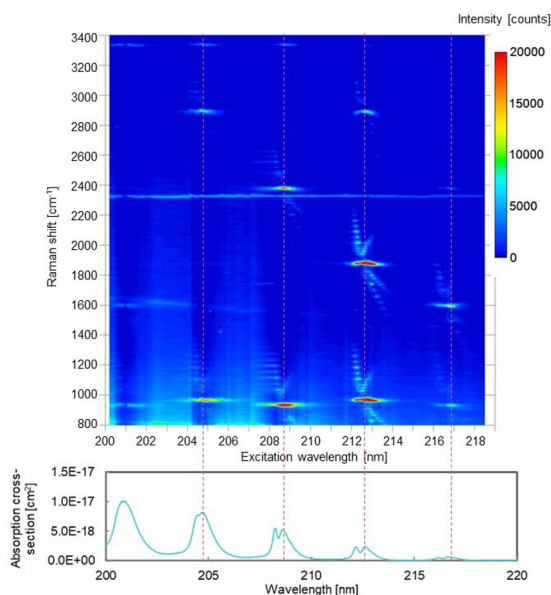 Intensity [counts]
20000
15000
10000
5000
0
3400
3200
3000
2800
2600
2400
2200
2000
1800
1600
1400
1200
1000
800
Raman shift [cm-1]
200 202 204 206 208 210 212 214 216 218
Excitation wavelength [nm]
Absorption cross-
section [cm2]
1.5E-17
1.0E-17
5.0E-18
0.0E+00
200 205 210 215 220
Wavelength [nm]